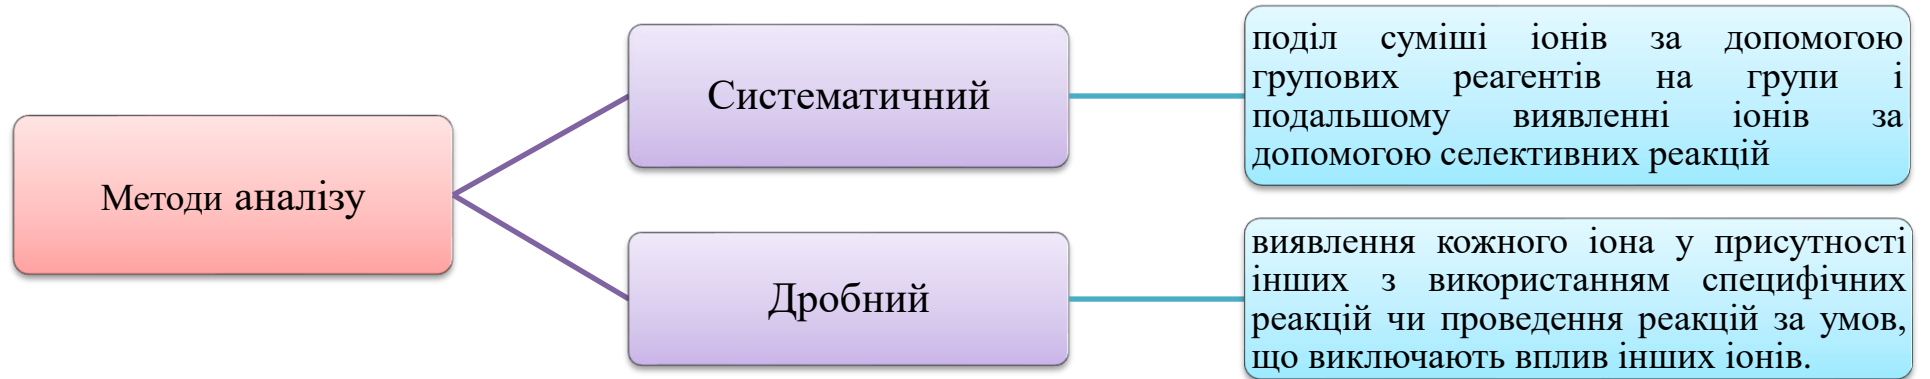 Методи аналізу
Систематичний
поділ суміші іонів за допомогою
групових реагентів на групи і
подальшому виявленні іонів за
допомогою селективних реакцій
Дробний
виявлення кожного іона у присутності
інших з використанням специфічних
реакцій чи проведення реакцій за умов,
що виключають вплив інших іонів.